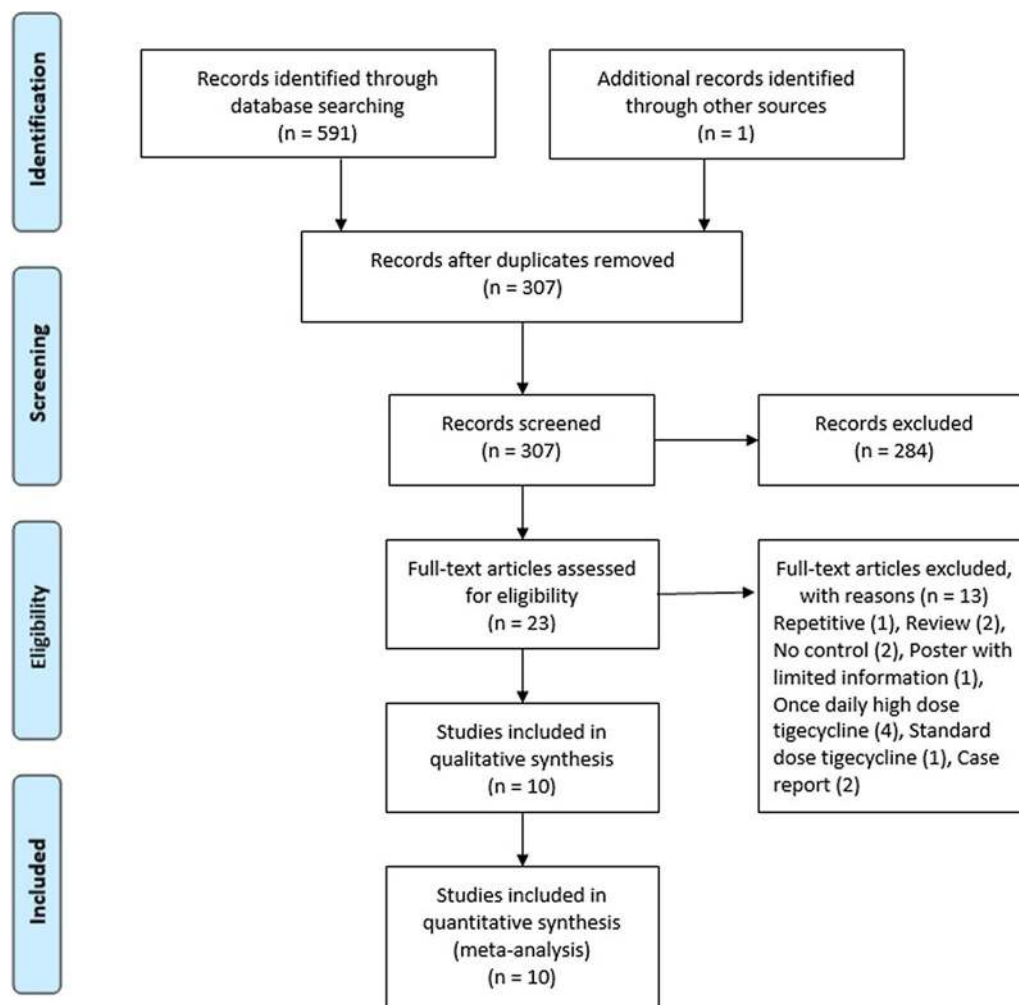 Identification
Records identified through
database searching
(n = 591)
Additional records identified
through other sources
(n = 1)
Records after duplicates removed
(n = 307)
Screening
Records screened
(n = 307)
Records excluded
(n = 284)
Eligibility
Full-text articles assessed
for eligibility
(n = 23)
Full-text articles excluded,
with reasons (n = 13)
Repetitive (1), Review (2),
No control (2), Poster with
limited information (1),
Once daily high dose
tigecycline (4), Standard
dose tigecycline (1), Case
report (2)
Studies included in
qualitative synthesis
(n = 10)
Included
Studies included in
quantitative synthesis
(meta-analysis)
(n = 10)